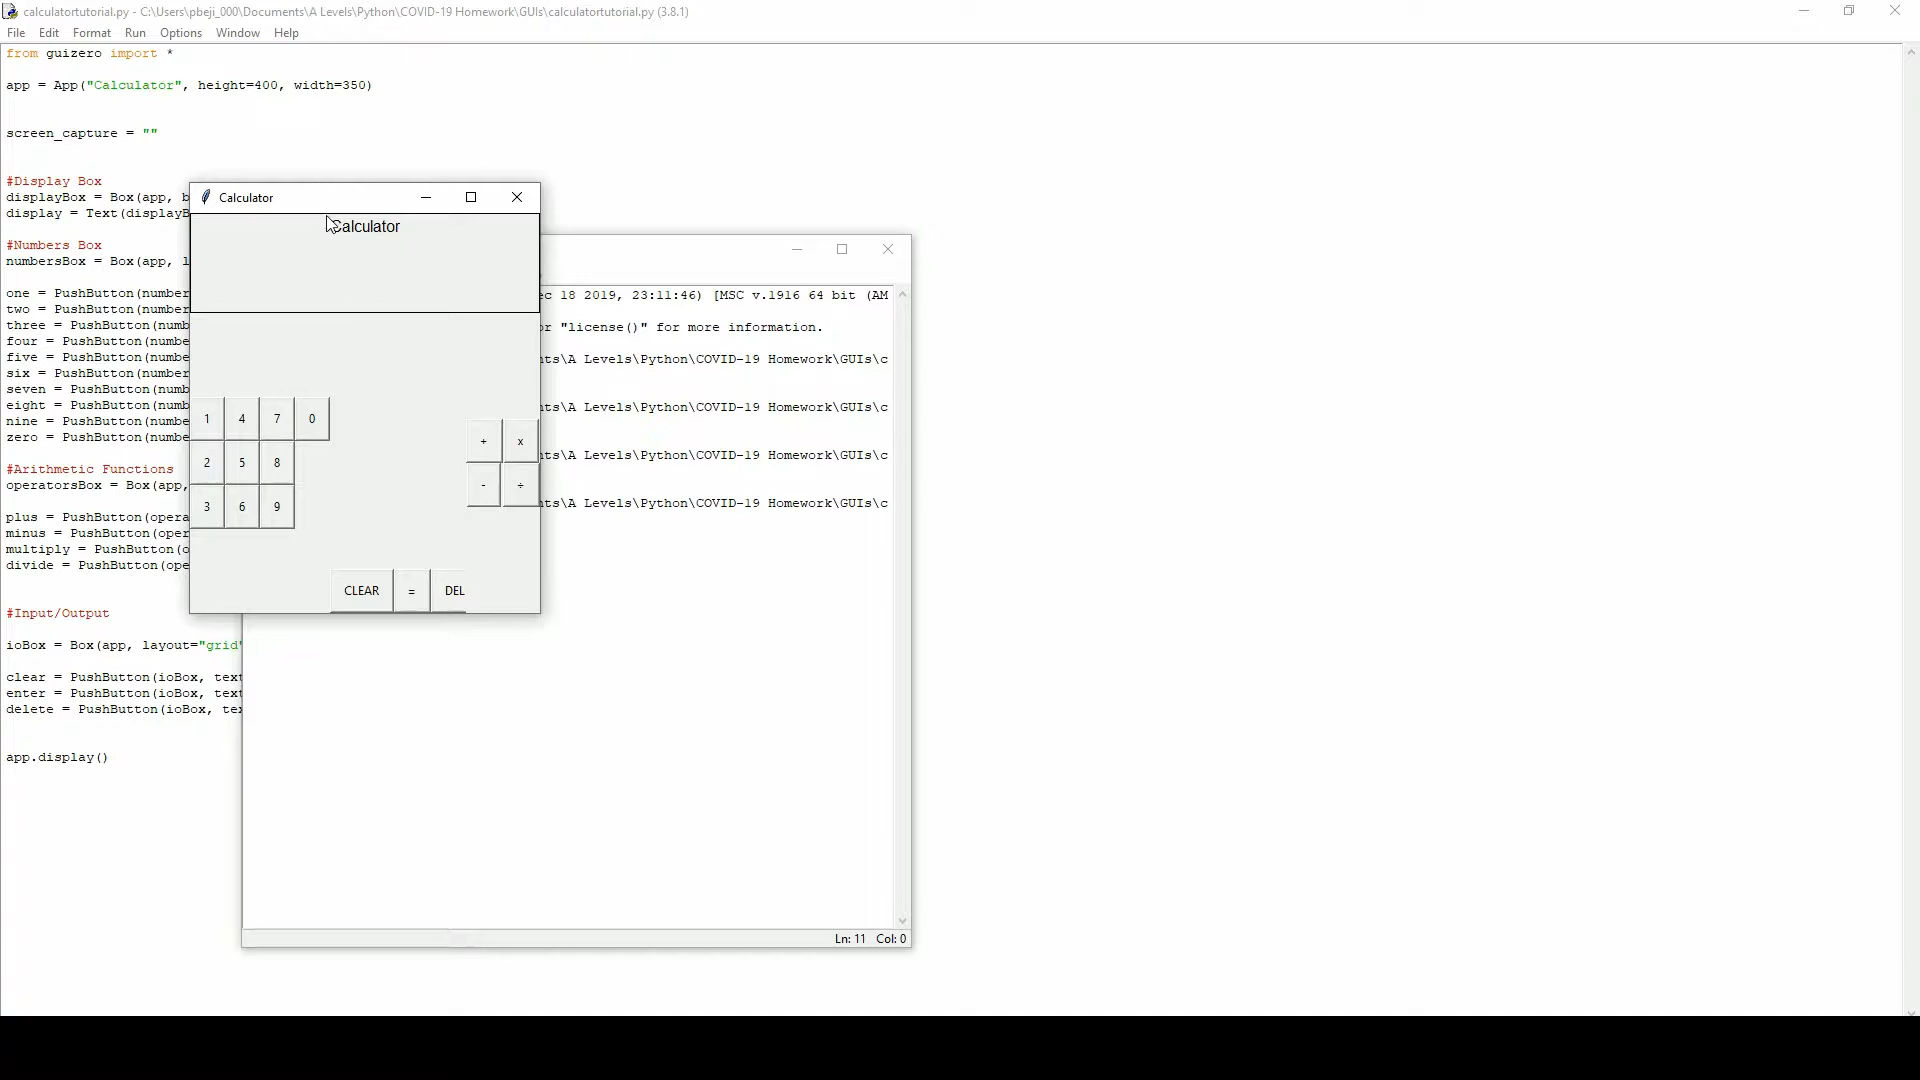 calculatortutorial.py - C:\Users\pbeji_000\Documents\A Levels\Python\COVID-19 Homework\GUIs\calculatortutorial.py (3.8.1)
File Edit Format Run Options Window Help
from guizero import *
app = App("Calculator", height=400, width=350)
screen_capture = ""
#Display Box
displayBox = Box(app, b
display = Text(displayB
#Numbers Box
numbersBox = Box(app, l
one = PushButton(number
two = PushButton(number
three = PushButton(numb
four = PushButton(numbe
five = PushButton(numbe
six = PushButton(number
seven = PushButton(numb
eight = PushButton(numb
nine = PushButton(numbe
zero = PushButton(numbe
#Arithmetic Functions
operatorsBox = Box(app,
plus = PushButton(opera
minus = PushButton(oper
multiply = PushButton(o
divide = PushButton(ope
#Input/Output
ioBox = Box(app, layout="grid"
clear = PushButton(ioBox, text
enter = PushButton(ioBox, text
delete = PushButton(ioBox, tex
app.display()
Calculator
Calculator
1 4 7 0
2 5 8
3 6 9
+ x
- ÷
CLEAR = DEL
ec 18 2019, 23:11:46) [MSC v.1916 64 bit (AM
or "license()" for more information.
nts\A Levels\Python\COVID-19 Homework\GUIs\c
nts\A Levels\Python\COVID-19 Homework\GUIs\c
nts\A Levels\Python\COVID-19 Homework\GUIs\c
nts\A Levels\Python\COVID-19 Homework\GUIs\c
Ln: 11 Col: 0